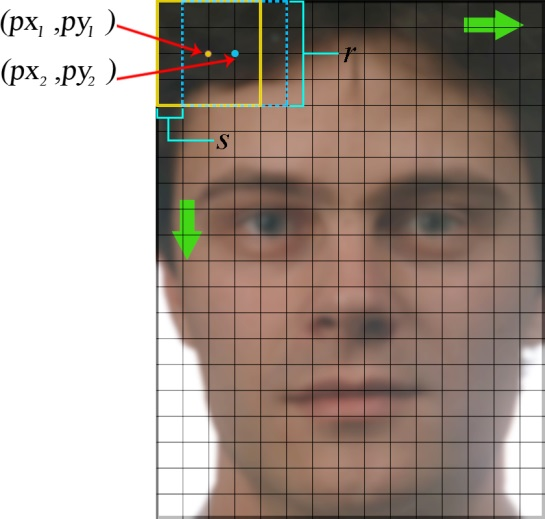 (px₁ ,py₁ )
(px₂ ,py₂ )
r
s